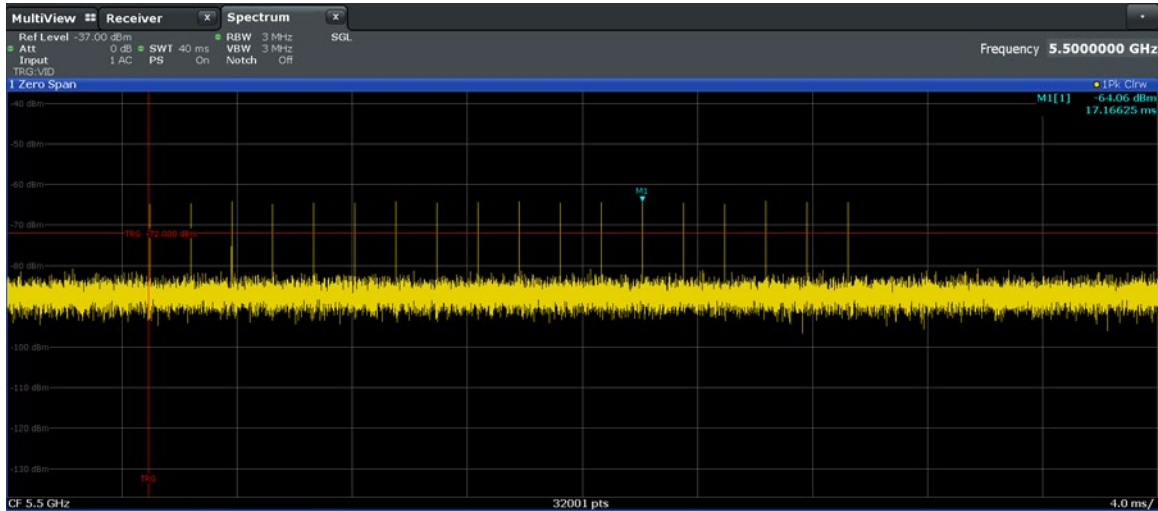 MultiView Receiver X Spectrum X
Ref Level -37.00 dBm RBW 3 MHz SGL
Att 0 dB SWT 40 ms VBW 3 MHz Frequency 5.5000000 GHz
Input 1 AC PS On Notch Off
TRG:VID
1 Zero Span 1Pk Clrw
M1[1] -64.06 dBm
17.16625 ms
-40 dBm
-50 dBm
-60 dBm
M1
-70 dBm
TRG -72.000 dBm
-80 dBm
-100 dBm
-110 dBm
-120 dBm
-130 dBm
TRG
CF 5.5 GHz 32001 pts 4.0 ms/